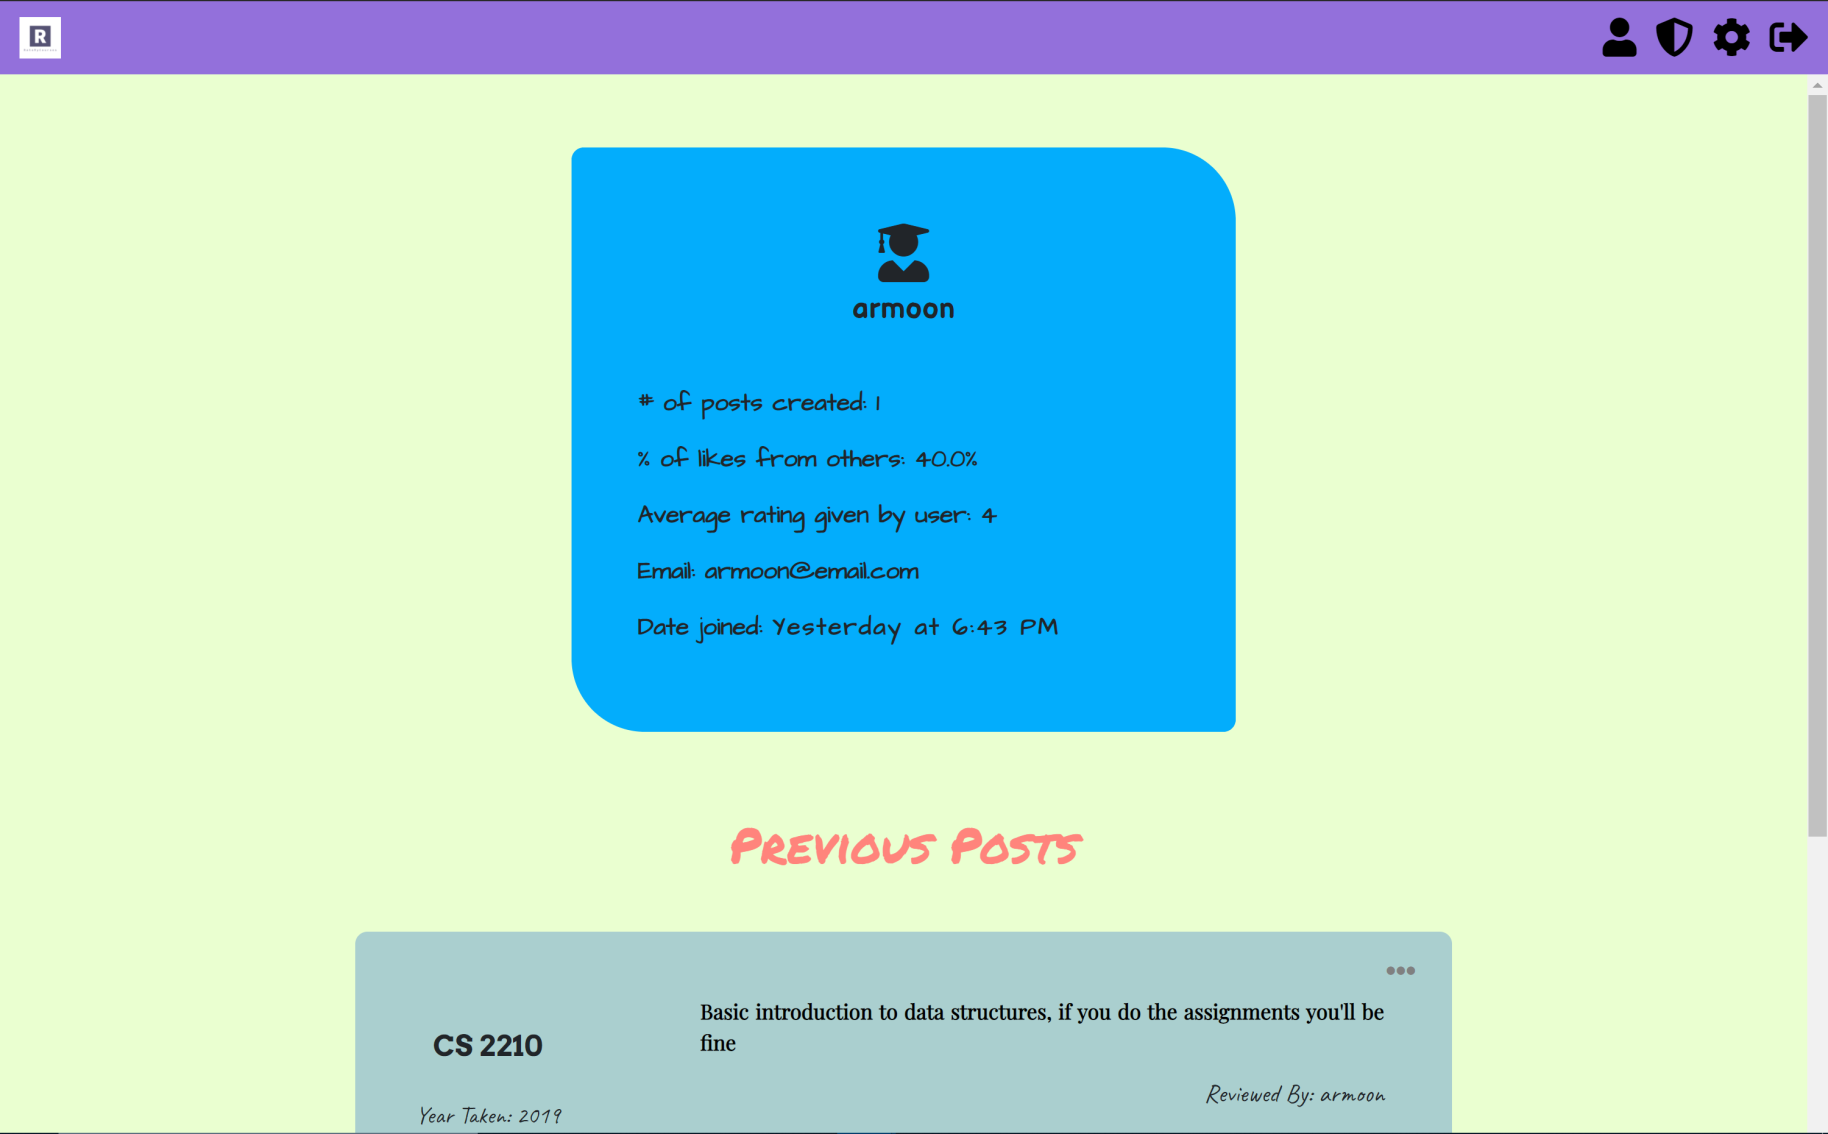 R
armoon
# of posts created: 1
% of likes from others: 40.0%
Average rating given by user: 4
Email: armoon@email.com
Date joined: Yesterday at 6:43 PM
Previous Posts
Basic introduction to data structures, if you do the assignments you'll be
fine
CS 2210
Reviewed By: armoon
Year Taken: 2019